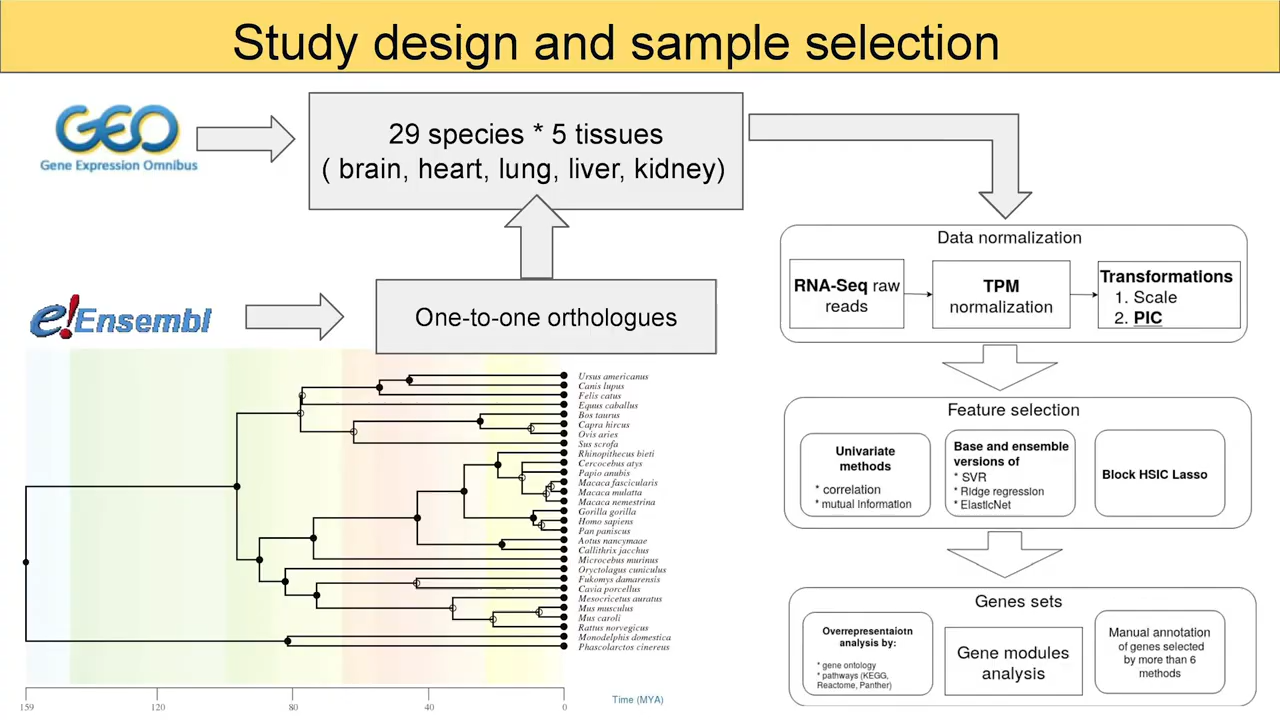 Study design and sample selection
GEO
Gene Expression Omnibus
29 species * 5 tissues
( brain, heart, lung, liver, kidney)
e!Ensembl
One-to-one orthologues
Ursus americanus
Canis lupus
Felis catus
Equus caballus
Bos taurus
Capra hircus
Ovis aries
Sus scrofa
Rhinopithecus bieti
Cercocebus atys
Papio anubis
Macaca fascicularis
Macaca mulatta
Macaca nemestrina
Gorilla gorilla
Homo sapiens
Pan paniscus
Aotus nancymaae
Callithrix jacchus
Microcebus murinus
Oryctolagus cuniculus
Fukomys damarensis
Cavia porcellus
Mesocricetus auratus
Mus musculus
Mus caroli
Rattus norvegicus
Monodelphis domestica
Phascolarctos cinereus
Time (MYA)
159 120 80 40 0
Data normalization
RNA-Seq raw
reads
TPM
normalization
Transformations
1. Scale
2. PIC
Feature selection
Univariate
methods
* correlation
* mutual information
Base and ensemble
versions of
* SVR
* Ridge regression
* ElasticNet
Block HSIC Lasso
Genes sets
Overrepresentaiotn
analysis by:
* gene ontology
* pathways (KEGG,
Reactome, Panther)
Gene modules
analysis
Manual annotation
of genes selected
by more than 6
methods